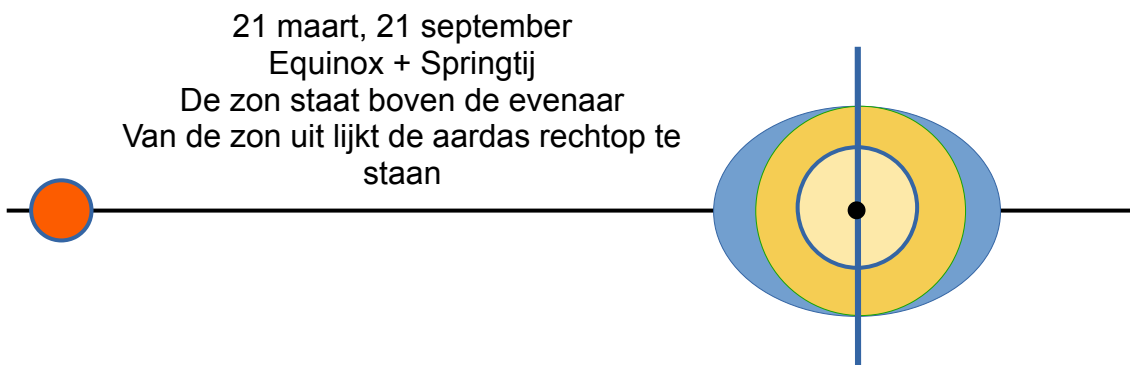 21 maart, 21 september
Equinox + Springtij
De zon staat boven de evenaar
Van de zon uit lijkt de aardas rechtop te
staan